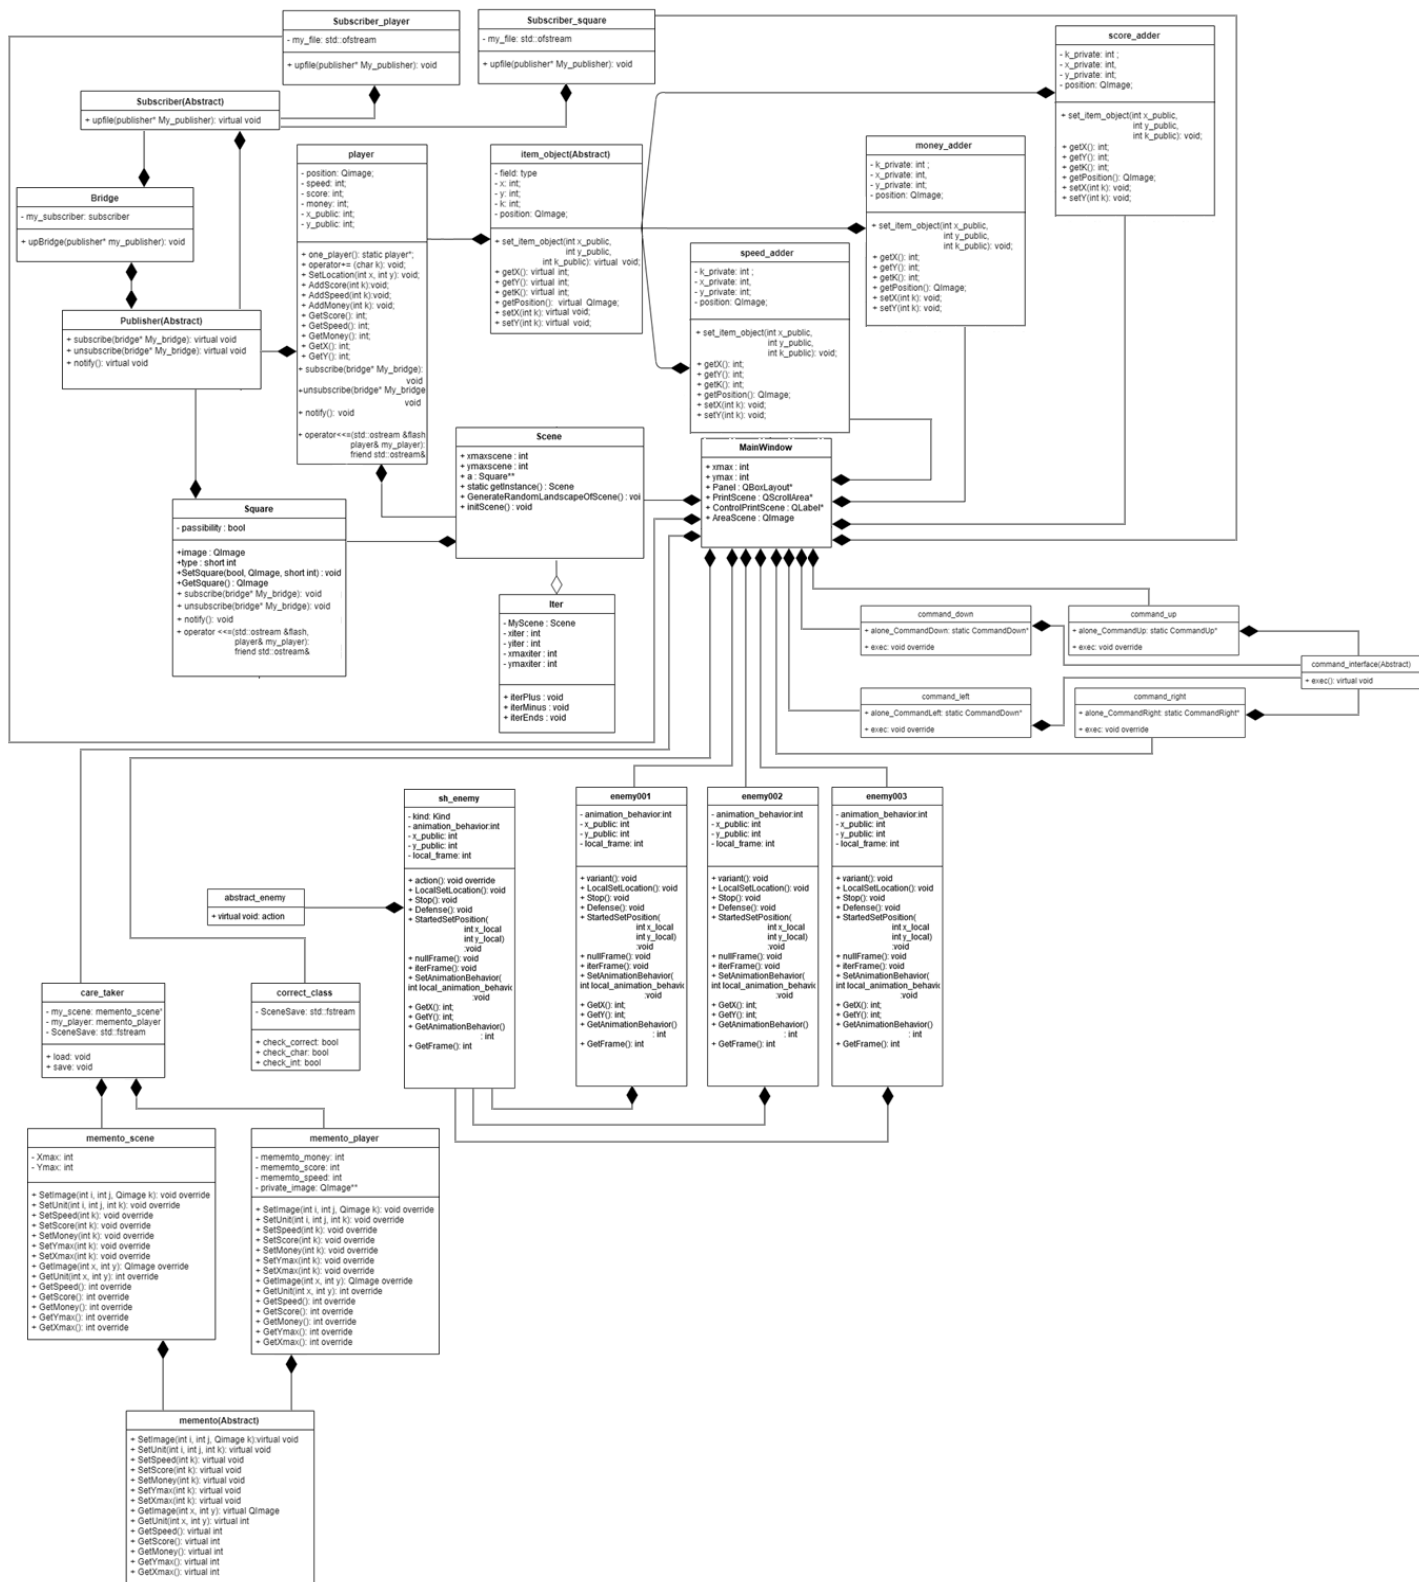 Subscriber_player
- my_file: std::ofstream
+ upfile(publisher* My_publisher): void
Subscriber_square
- my_file: std::ofstream
+ upfile(publisher* My_publisher): void
score_adder
- k_private: int ;
- x_private: int,
- y_private: int;
- position: QImage;
+ set_item_object(int x_public,
int y_public,
int k_public): void;
+ getX(): int;
+ getY(): int;
+ getK(): int;
+ getPosition(): QImage;
+ setX(int k): void;
+ setY(int k): void;
Subscriber(Abstract)
+ upfile(publisher* My_publisher): virtual void
player
- position: Qimage;
- speed: int;
- score: int;
- money: int;
- x_public: int;
- y_public: int;
+ one_player(): static player*;
+ operator+= (char k): void;
+ SetLocation(int x, int y): void;
+ AddScore(int k):void;
+ AddSpeed(int k):void;
+ AddMoney(int k): void;
+ GetScore(): int;
+ GetSpeed(): int;
+ GetMoney(): int;
+ GetX(): int;
+ GetY(): int;
+ subscribe(bridge* My_bridge):
void
+unsubscribe(bridge* My_bridge
void
+ notify(): void
+ operator<<=(std::ostream &flash
player& my_player):
friend std::ostream&
item_object(Abstract)
- field: type
- x: int;
- y: int;
- k: int;
- position: QImage;
+ set_item_object(int x_public,
int y_public,
int k_public): virtual void;
+ getX(): virtual int;
+ getY(): virtual int;
+ getK(): virtual int;
+ getPosition(): virtual QImage;
+ setX(int k): virtual void;
+ setY(int k): virtual void;
money_adder
- k_private: int ;
- x_private: int,
- y_private: int;
- position: QImage;
+ set_item_object(int x_public,
int y_public,
int k_public): void;
+ getX(): int;
+ getY(): int;
+ getK(): int;
+ getPosition(): QImage;
+ setX(int k): void;
+ setY(int k): void;
Bridge
- my_subscriber: subscriber
+ upBridge(publisher* my_publisher): void
speed_adder
- k_private: int ;
- x_private: int,
- y_private: int;
- position: QImage;
+ set_item_object(int x_public,
int y_public,
int k_public): void;
+ getX(): int;
+ getY(): int;
+ getK(): int;
+ getPosition(): QImage;
+ setX(int k): void;
+ setY(int k): void;
Publisher(Abstract)
+ subscribe(bridge* My_bridge): virtual void
+ unsubscribe(bridge* My_bridge): virtual void
+ notify(): virtual void
Scene
+ xmaxscene : int
+ ymaxscene : int
+ a : Square**
+ static getInstance() : Scene
+ GenerateRandomLandscapeOfScene() : voi
+ initScene() : void
MainWindow
+ xmax : int
+ ymax : int
+ Panel : QBoxLayout*
+ PrintScene : QScrollArea*
+ ControlPrintScene : QLabel*
+ AreaScene : QImage
Square
- passibility : bool
+image : QImage
+type : short int
+SetSquare(bool, QImage, short int) : void
+GetSquare() : QImage
+ subscribe(bridge* My_bridge): void
+ unsubscribe(bridge* My_bridge): void
+ notify(): void
+ operator <<=(std::ostream &flash,
player& my_player):
friend std::ostream&
Iter
- MyScene : Scene
- xiter : int
- yiter : int
- xmaxiter : int
- ymaxiter : int
+ iterPlus : void
+ iterMinus : void
+ iterEnds : void
command_down
+ alone_CommandDown: static CommandDown*
+ exec: void override
command_up
+ alone_CommandUp: static CommandUp*
+ exec: void override
command_interface(Abstract)
+ exec(): virtual void
command_left
+ alone_CommandLeft: static CommandDown*
+ exec: void override
command_right
+ alone_CommandRight: static CommandRight*
+ exec: void override
sh_enemy
- kind: Kind
- animation_behavior:int
- x_public: int
- y_public: int
- local_frame: int
+ action(): void override
+ LocalSetLocation(): void
+ Stop(): void
+ Defense(): void
+ StartedSetPosition(
int x_local
int y_local)
:void
+ nullFrame(): void
+ iterFrame(): void
+ SetAnimationBehavior(
int local_animation_behavic
:void
+ GetX(): int;
+ GetY(): int;
+ GetAnimationBehavior()
: int
+ GetFrame(): int
enemy001
- animation_behavior:int
- x_public: int
- y_public: int
- local_frame: int
+ variant(): void
+ LocalSetLocation(): void
+ Stop(): void
+ Defense(): void
+ StartedSetPosition(
int x_local
int y_local)
:void
+ nullFrame(): void
+ iterFrame(): void
+ SetAnimationBehavior(
int local_animation_behavic
:void
+ GetX(): int;
+ GetY(): int;
+ GetAnimationBehavior()
: int
+ GetFrame(): int
enemy002
- animation_behavior:int
- x_public: int
- y_public: int
- local_frame: int
+ variant(): void
+ LocalSetLocation(): void
+ Stop(): void
+ Defense(): void
+ StartedSetPosition(
int x_local
int y_local)
:void
+ nullFrame(): void
+ iterFrame(): void
+ SetAnimationBehavior(
int local_animation_behavic
:void
+ GetX(): int;
+ GetY(): int;
+ GetAnimationBehavior()
: int
+ GetFrame(): int
enemy003
- animation_behavior:int
- x_public: int
- y_public: int
- local_frame: int
+ variant(): void
+ LocalSetLocation(): void
+ Stop(): void
+ Defense(): void
+ StartedSetPosition(
int x_local
int y_local)
:void
+ nullFrame(): void
+ iterFrame(): void
+ SetAnimationBehavior(
int local_animation_behavic
:void
+ GetX(): int;
+ GetY(): int;
+ GetAnimationBehavior()
: int
+ GetFrame(): int
abstract_enemy
+ virtual void: action
care_taker
- my_scene: memento_scene*
- my_player: memento_player
- SceneSave: std::fstream
+ load: void
+ save: void
correct_class
- SceneSave: std::fstream
+ check_correct: bool
+ check_char: bool
+ check_int: bool
memento_scene
- Xmax: int
- Ymax: int
+ SetImage(int i, int j, Qimage k): void override
+ SetUnit(int i, int j, int k): void override
+ SetSpeed(int k): void override
+ SetScore(int k): void override
+ SetMoney(int k): void override
+ SetYmax(int k): void override
+ SetXmax(int k): void override
+ GetImage(int x, int y): QImage override
+ GetUnit(int x, int y): int override
+ GetSpeed(): int override
+ GetScore(): int override
+ GetMoney(): int override
+ GetYmax(): int override
+ GetXmax(): int override
memento_player
- mememto_money: int
- mememto_score: int
- mememto_speed: int
- private_image: QImage**
+ SetImage(int i, int j, Qimage k): void override
+ SetUnit(int i, int j, int k): void override
+ SetSpeed(int k): void override
+ SetScore(int k): void override
+ SetMoney(int k): void override
+ SetYmax(int k): void override
+ SetXmax(int k): void override
+ GetImage(int x, int y): QImage override
+ GetUnit(int x, int y): int override
+ GetSpeed(): int override
+ GetScore(): int override
+ GetMoney(): int override
+ GetYmax(): int override
+ GetXmax(): int override
memento(Abstract)
+ SetImage(int i, int j, Qimage k):virtual void
+ SetUnit(int i, int j, int k): virtual void
+ SetSpeed(int k): virtual void
+ SetScore(int k): virtual void
+ SetMoney(int k): virtual void
+ SetYmax(int k): virtual void
+ SetXmax(int k): virtual void
+ GetImage(int x, int y): virtual QImage
+ GetUnit(int x, int y): virtual int
+ GetSpeed(): virtual int
+ GetScore(): virtual int
+ GetMoney(): virtual int
+ GetYmax(): virtual int
+ GetXmax(): virtual int